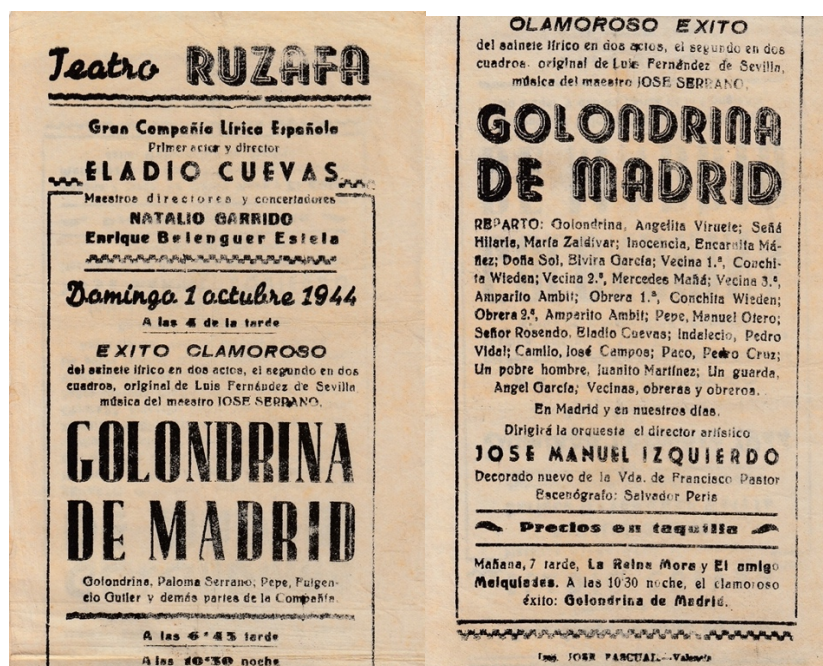 Teatro RUZAFA
Gran Compañía Lírica Española
Primer actor y director
ELADIO CUEVAS
Maestros directores y concertadores
NATALIO GARRIDO
Enrique Belenguer Estela
Domingo 1 octubre 1944
A las 4 de la tarde
EXITO CLAMOROSO
del sainete lírico en dos actos, el segundo en dos
cuadros, original de Luis Fernández de Sevilla
música del maestro JOSE SERRANO.
GOLONDRINA
DE MADRID
Golondrina, Paloma Serrano; Pepe, Fulgen-
cio Gutler y demás partes de la Compañía.
A las 6'45 tarde
A las 10'30 noche
CLAMOROSO EXITO
del sainete lírico en dos actos, el segundo en dos
cuadros. original de Luis Fernández de Sevilla,
música del maestro JOSE SERRANO.
GOLONDRINA
DE MADRID
REPARTO: Golondrina, Angelita Viruete; Señá
Hilaria, María Zaldívar; Inocencia, Encarnita Má-
ñez; Doña Sol, Elvira García; Vecina 1.ª, Conchi-
ta Wieden; Vecina 2.ª, Mercedes Mañá; Vecina 3.ª,
Amparito Ambit; Obrera 1.ª, Conchita Wieden;
Obrera 2.ª, Amparito Ambit; Pepe, Manuel Otero;
Señor Rosendo, Eladio Cuevas; Indalecio, Pedro
Vidal; Camilo, José Campos; Paco, Pedro Cruz;
Un pobre hombre, Juanito Martínez; Un guarda,
Angel García; Vecinas, obreras y obreros.
En Madrid y en nuestros días.
Dirigirá la orquesta el director artístico
JOSE MANUEL IZQUIERDO
Decorado nuevo de la Vda. de Francisco Pastor
Escenógrafo: Salvador Peris
Precios en taquilla
Mañana, 7 tarde, La Reina Mora y El amigo
Melquiades. A las 10'30 noche, el clamoroso
éxito: Golondrina de Madrid.
Imp. JOSE PASCUAL.-Valencia